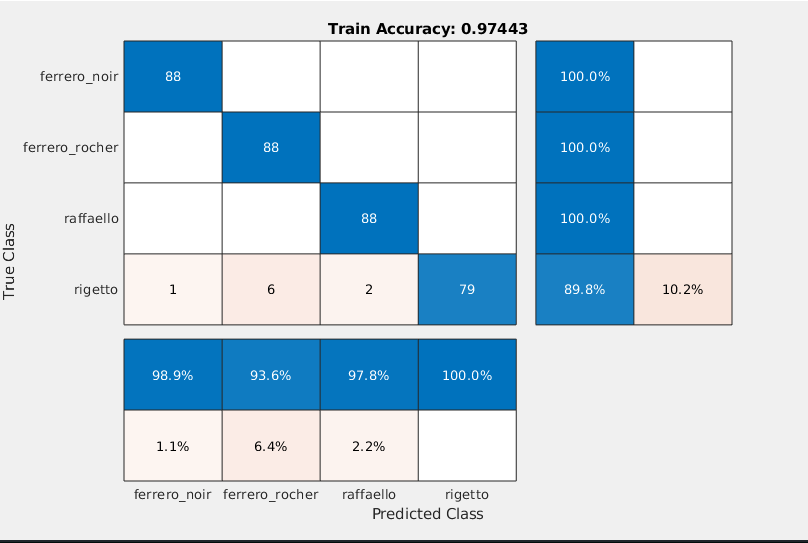 Train Accuracy: 0.97443
True Class
ferrero_noir 88 100.0%
ferrero_rocher 88 100.0%
raffaello 88 100.0%
rigetto 1 6 2 79 89.8% 10.2%
98.9% 93.6% 97.8% 100.0%
1.1% 6.4% 2.2%
ferrero_noir ferrero_rocher raffaello rigetto
Predicted Class